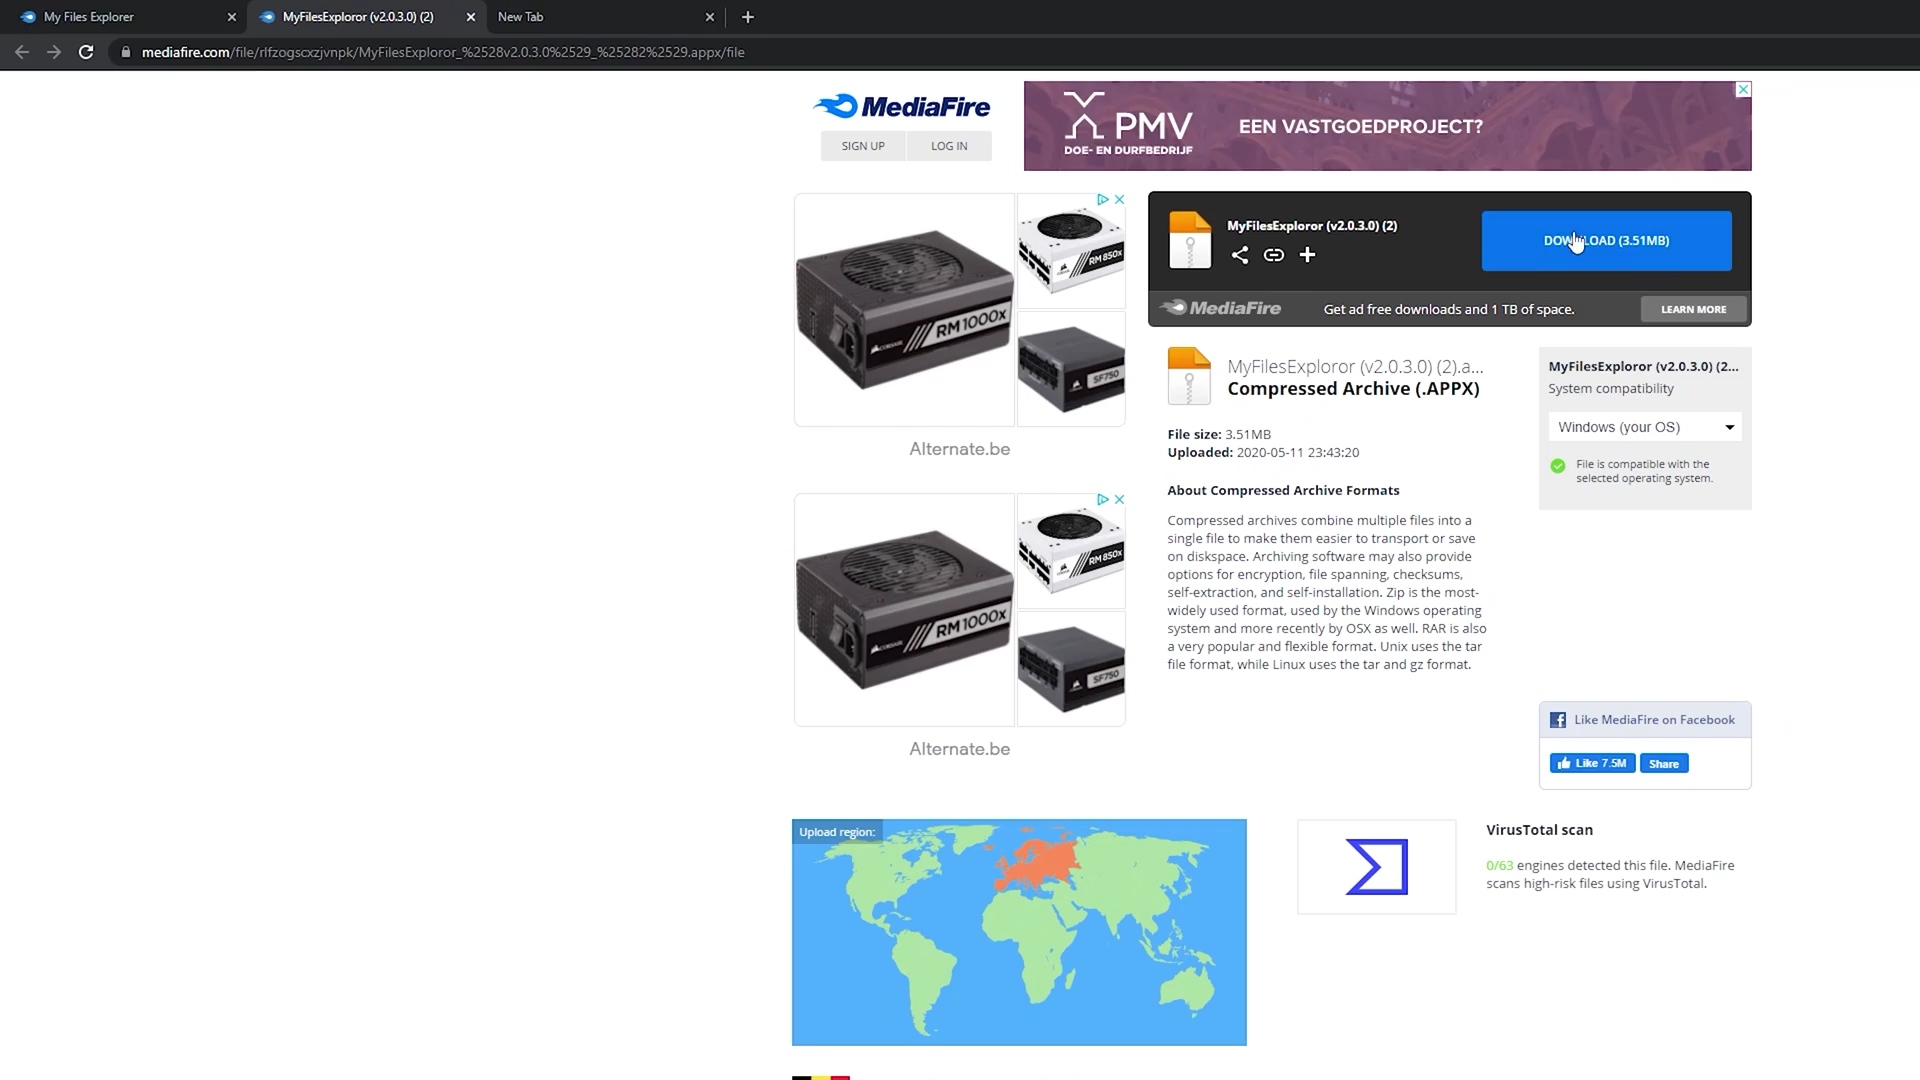 My Files Explorer
MyFilesExploror (v2.0.3.0) (2)
New Tab
mediafire.com/file/rlfzogscxzjvnpk/MyFilesExploror_%2528v2.0.3.0%2529_%25282%2529.appx/file
MediaFire
SIGN UP
LOG IN
PMV
DOE- EN DURFBEDRIJF
EEN VASTGOEDPROJECT?
RM1000x
CORSAIR
RM850x
SF750
Alternate.be
MyFilesExploror (v2.0.3.0) (2)
DOWNLOAD (3.51MB)
MediaFire
Get ad free downloads and 1 TB of space.
LEARN MORE
MyFilesExploror (v2.0.3.0) (2).a...
Compressed Archive (.APPX)
File size: 3.51MB
Uploaded: 2020-05-11 23:43:20
About Compressed Archive Formats
Compressed archives combine multiple files into a
single file to make them easier to transport or save
on diskspace. Archiving software may also provide
options for encryption, file spanning, checksums,
self-extraction, and self-installation. Zip is the most-
widely used format, used by the Windows operating
system and more recently by OSX as well. RAR is also
a very popular and flexible format. Unix uses the tar
file format, while Linux uses the tar and gz format.
MyFilesExploror (v2.0.3.0) (2...
System compatibility
Windows (your OS)
File is compatible with the
selected operating system.
RM1000x
CORSAIR
RM850x
SF750
Alternate.be
Like MediaFire on Facebook
Like 7.5M
Share
Upload region:
VirusTotal scan
0/63 engines detected this file. MediaFire
scans high-risk files using VirusTotal.